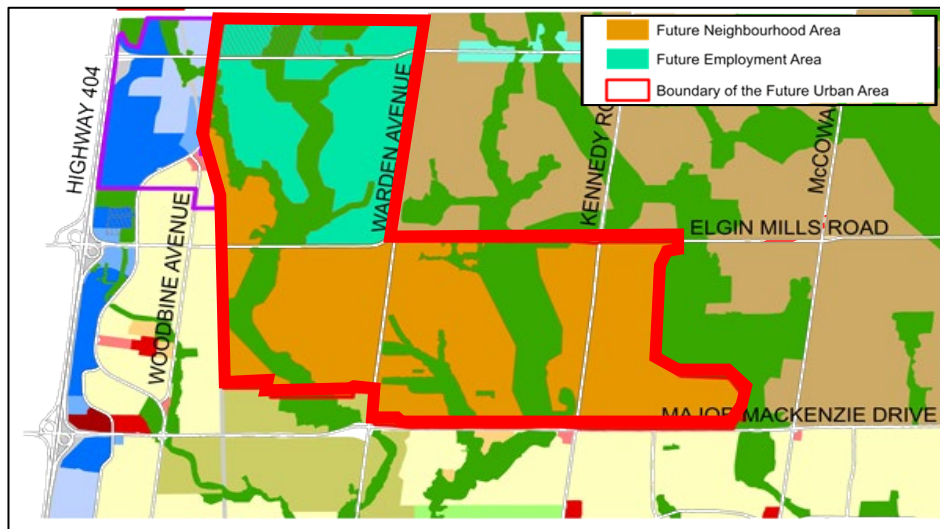 Future Neighbourhood Area
Future Employment Area
Boundary of the Future Urban Area
HIGHWAY 404
WOODBINE AVENUE
WARDEN AVENUE
KENNEDY RO
McCOWA
ELGIN MILLS ROAD
MAJOR MACKENZIE DRIVE